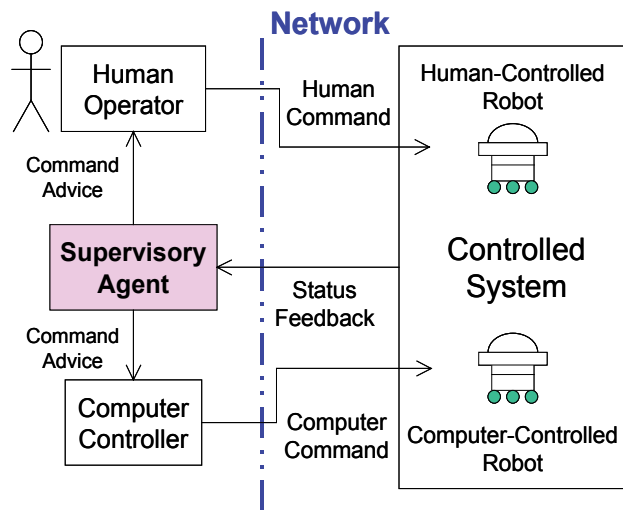 Network
Human
Operator
Human
Command
Human-Controlled
Robot
Command
Advice
Supervisory
Agent
Status
Feedback
Controlled
System
Command
Advice
Computer
Controller
Computer
Command
Computer-Controlled
Robot